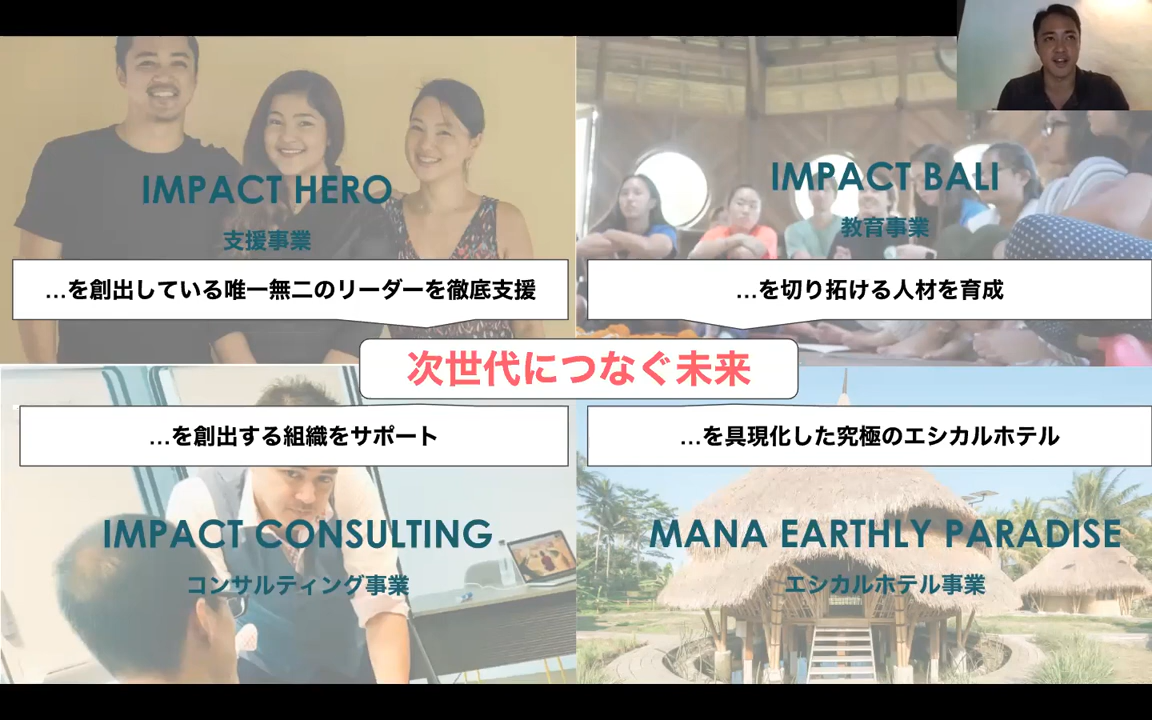 IMPACT HERO
支援事業
…を創出している唯一無二のリーダーを徹底支援
IMPACT BALI
教育事業
…を切り拓ける人材を育成
次世代につなぐ未来
…を創出する組織をサポート
IMPACT CONSULTING
コンサルティング事業
…を具現化した究極のエシカルホテル
MANA EARTHLY PARADISE
エシカルホテル事業